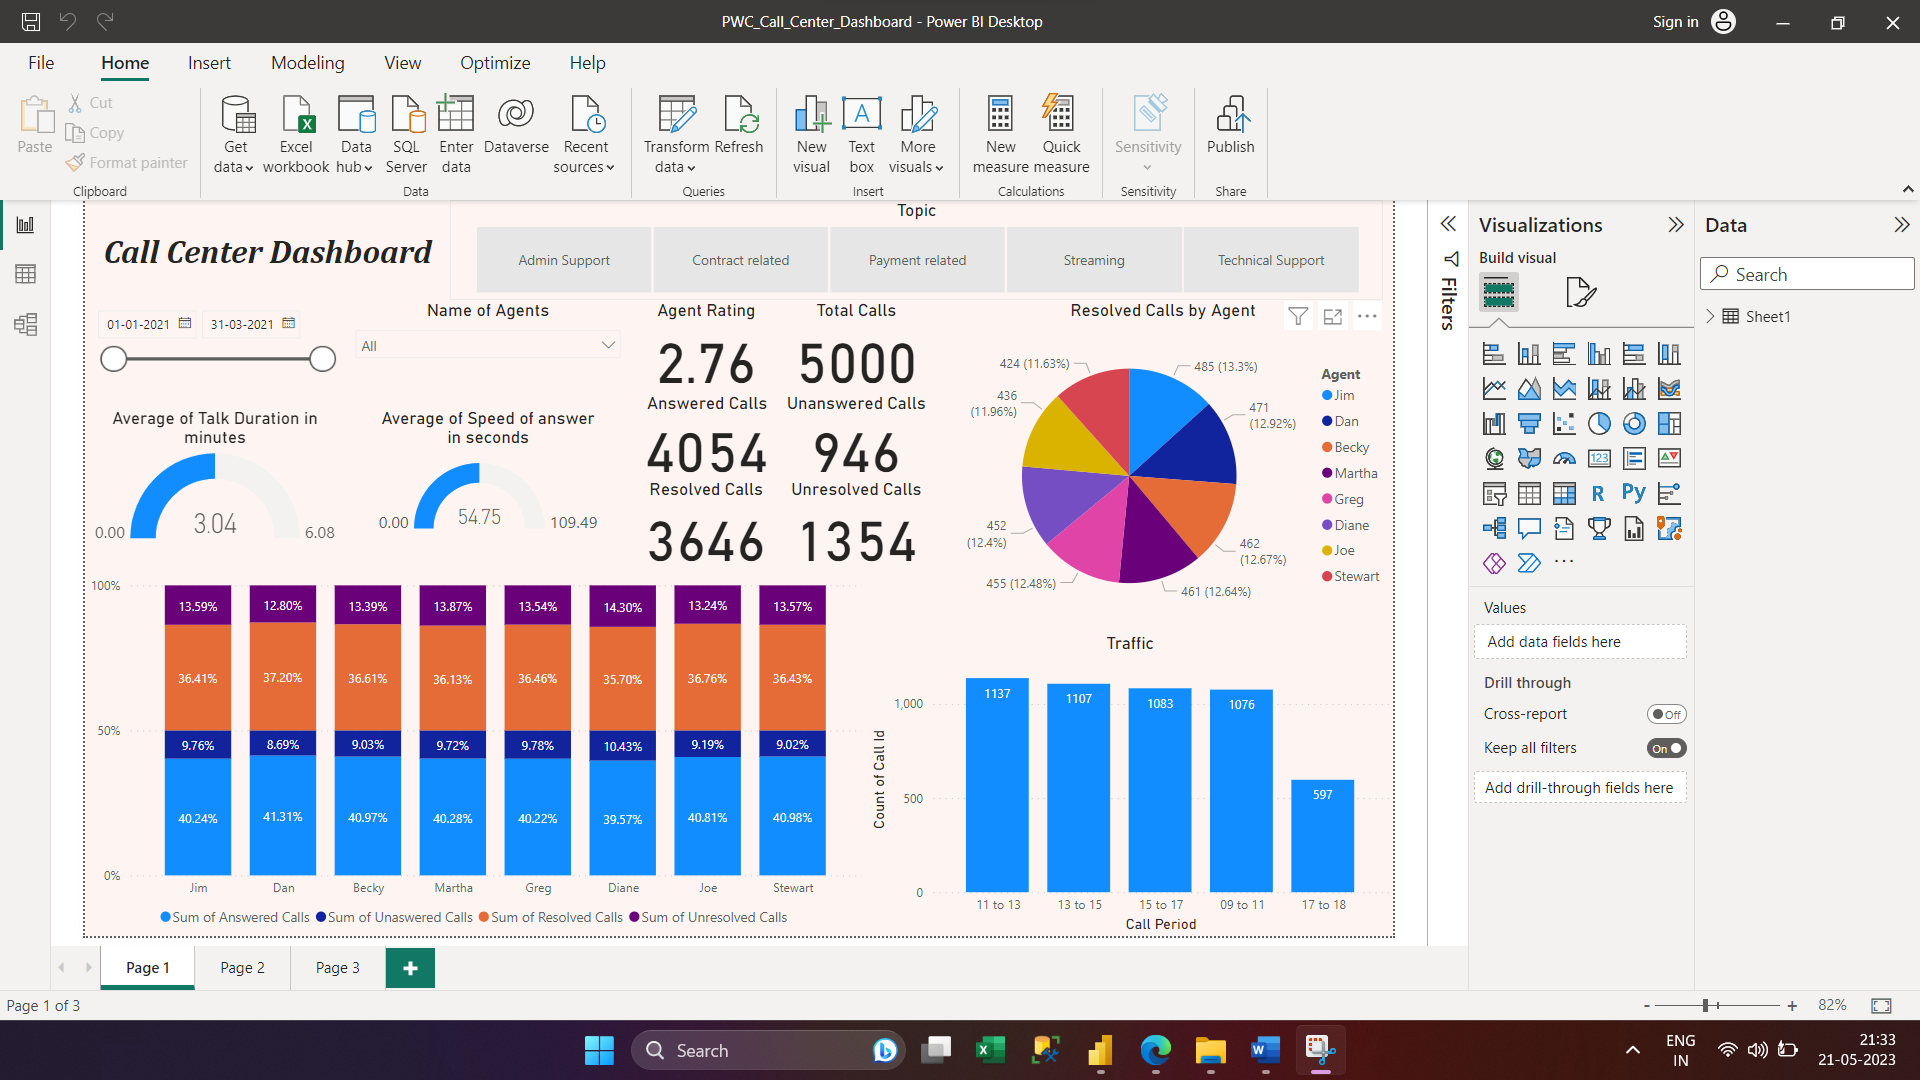 PWC_Call_Center_Dashboard - Power BI Desktop
Sign in
File Home Insert Modeling View Optimize Help
Paste
Cut
Copy
Format painter
Clipboard
Get data
Excel workbook
Data hub
SQL Server
Enter data
Dataverse
Recent sources
Data
Transform data
Refresh
Queries
New visual
Text box
More visuals
Insert
New measure
Quick measure
Calculations
Sensitivity
Sensitivity
Publish
Share
Call Center Dashboard
Topic
Admin Support
Contract related
Payment related
Streaming
Technical Support
01-01-2021
31-03-2021
Name of Agents
All
Agent Rating
2.76
Total Calls
5000
Answered Calls
4054
Unanswered Calls
946
Resolved Calls
3646
Unresolved Calls
1354
Average of Talk Duration in
minutes
0.00
3.04
6.08
Average of Speed of answer
in seconds
0.00
54.75
109.49
Resolved Calls by Agent
485 (13.3%)
471
(12.92%)
462
(12.67%)
461 (12.64%)
455 (12.48%)
452
(12.4%)
436
(11.96%)
424 (11.63%)
Agent
Jim
Dan
Becky
Martha
Greg
Diane
Joe
Stewart
100%
50%
0%
13.59% 12.80% 13.39% 13.87% 13.54% 14.30% 13.24% 13.57%
36.41% 37.20% 36.61% 36.13% 36.46% 35.70% 36.76% 36.43%
9.76% 8.69% 9.03% 9.72% 9.78% 10.43% 9.19% 9.02%
40.24% 41.31% 40.97% 40.28% 40.22% 39.57% 40.81% 40.98%
Jim Dan Becky Martha Greg Diane Joe Stewart
Sum of Answered Calls Sum of Unaswered Calls Sum of Resolved Calls Sum of Unresolved Calls
Traffic
Count of Call Id
1,000
500
0
1137 1107 1083 1076 597
11 to 13 13 to 15 15 to 17 09 to 11 17 to 18
Call Period
Filters
Visualizations
Build visual
123
R
Py
Values
Add data fields here
Drill through
Cross-report
Off
Keep all filters
On
Add drill-through fields here
Data
Search
Sheet1
Page 1 Page 2 Page 3
Page 1 of 3
82%
Search
ENG
IN
21:33
21-05-2023